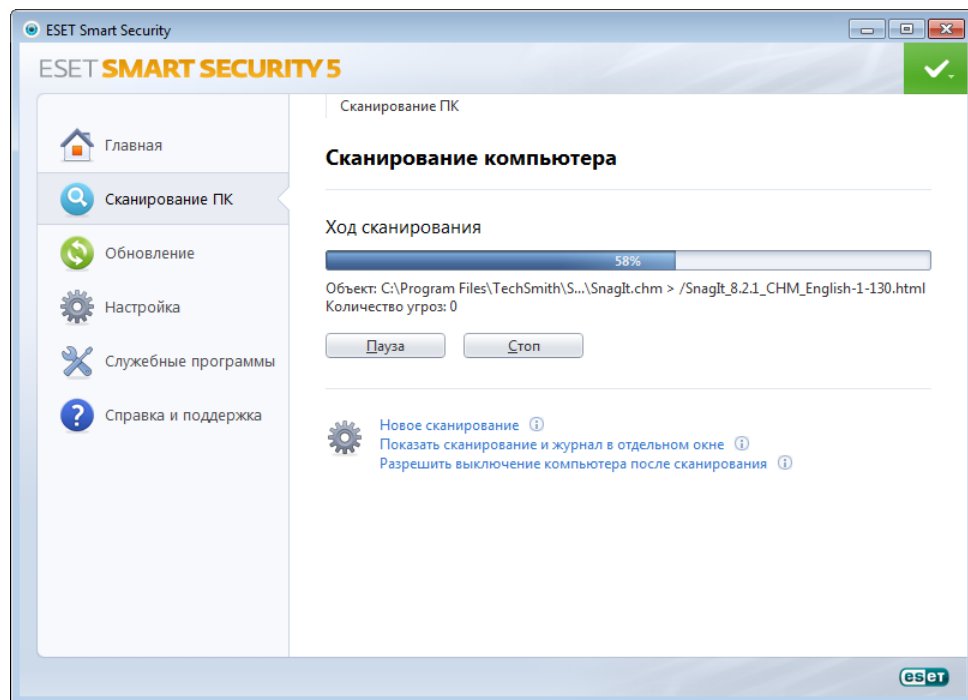 ESET Smart Security
ESET SMART SECURITY 5
Главная
Сканирование ПК
Обновление
Настройка
Служебные программы
Справка и поддержка
Сканирование ПК
Сканирование компьютера
Ход сканирования
58%
Объект: C:\Program Files\TechSmith\S...\SnagIt.chm > /SnagIt_8.2.1_CHM_English-1-130.html
Количество угроз: 0
Пауза
Стоп
Новое сканирование
Показать сканирование и журнал в отдельном окне
Разрешить выключение компьютера после сканирования
eseT